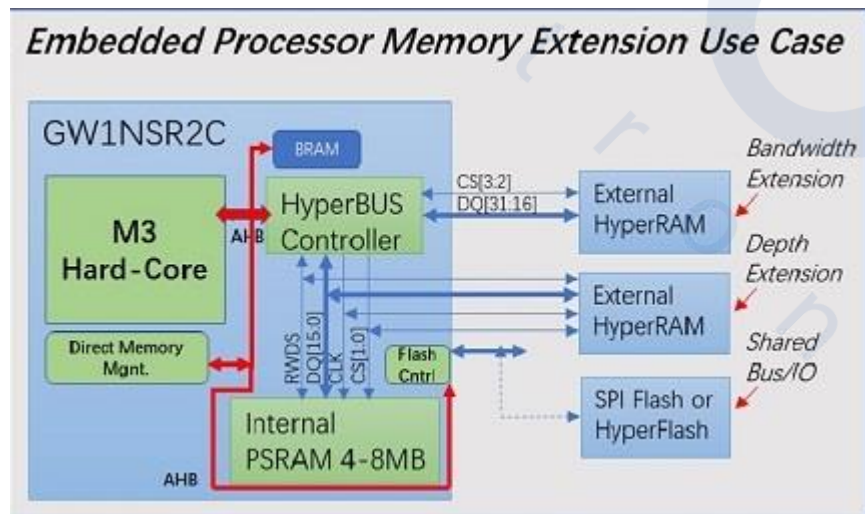 Embedded Processor Memory Extension Use Case
GW1NSR2C
BRAM
M3
Hard-Core
AHB
HyperBUS
Controller
CS[3:2]
DQ[31:16]
External
HyperRAM
Bandwidth
Extension
External
HyperRAM
Depth
Extension
Direct Memory
Mgnt.
RWDS
DQ[15:0]
CLK
CS[1:0]
Flash
Cntrl
SPI Flash or
HyperFlash
Shared
Bus/IO
Internal
PSRAM 4-8MB
AHB
t
r
o
n